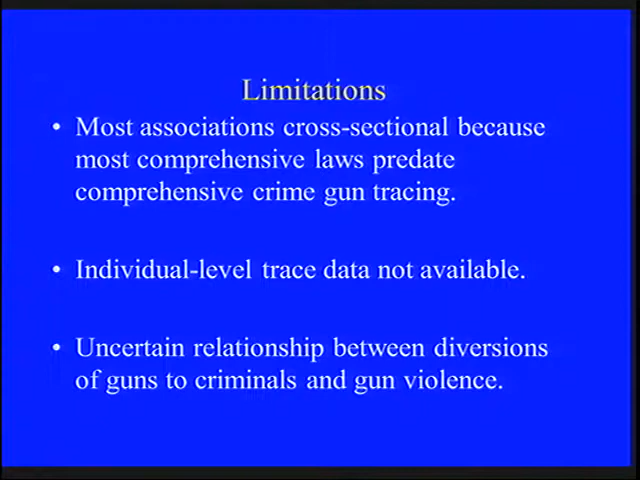 Limitations
• Most associations cross-sectional because
most comprehensive laws predate
comprehensive crime gun tracing.
• Individual-level trace data not available.
• Uncertain relationship between diversions
of guns to criminals and gun violence.